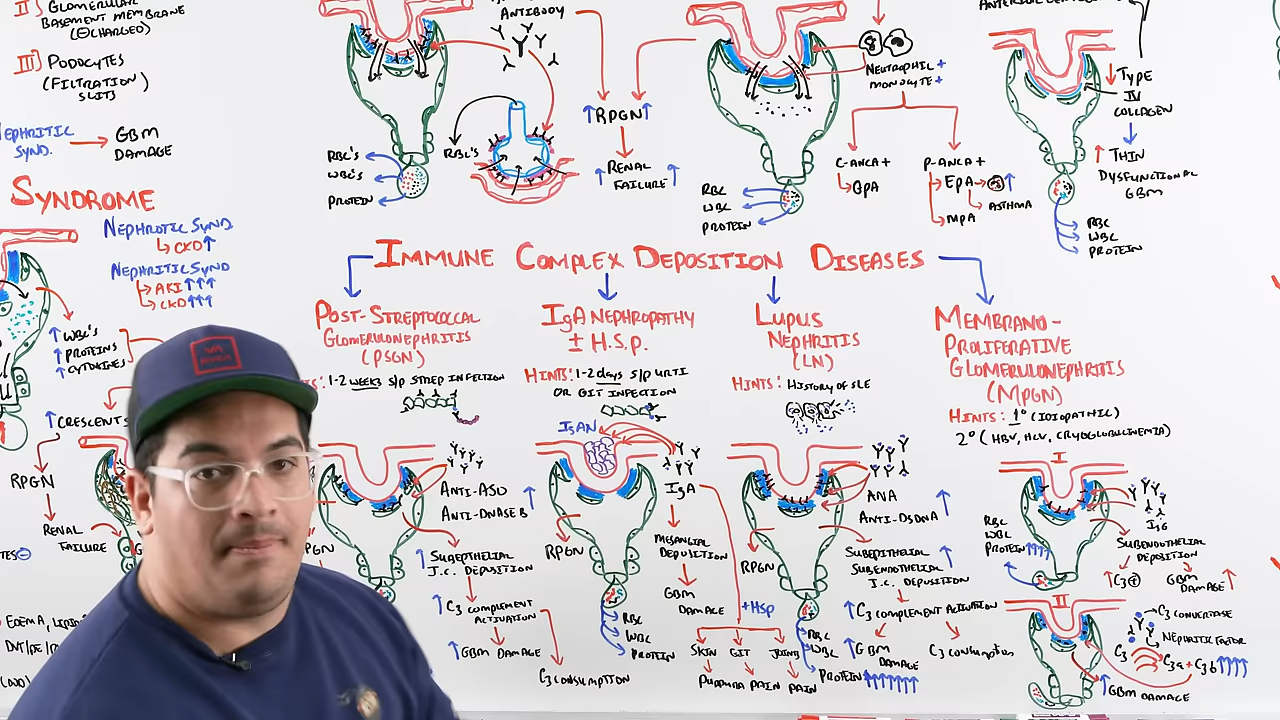 II) GLOMERULAR
BASEMENT MEMBRANE
(⊖CHARGED)
III) PODOCYTES
(FILTRATION)
SLITS
NEPHRITIC
SYND.
GBM
DAMAGE
SYNDROME
NEPHROTIC SYND.
↳ CKD↑
NEPHRITIC SYND
AKI↑↑↑
CKD↑↑↑
↑WBC's
↑PROTEINS
↑CYTOKINES
↑CRESCENTS
RPGN
RENAL
FAILURE
ANTIBODY
RBC's
WBC's
PROTEIN
RBC's
↑RPGN↑
↑RENAL
FAILURE↑
NEUTROPHIL+
MONOCYTE+
RBC
WBC
PROTEIN
C-ANCA+
↳GPA
P-ANCA+
EPA→ ↑
ASTHMA
MPA
↓TYPE
IV
COLLAGEN
↑THIN
DYSFUNCTIONAL
GBM
RBC
WBC
PROTEIN
IMMUNE COMPLEX DEPOSITION DISEASES
POST-STREPTOCOCCAL
GLOMERULONEPHRITIS
(PSGN)
1-2 WEEKS S/P STREP INFECTION
ANTI-ASO
ANTI-DNASE B↑
RPGN
↑SUBEPITHELIAL
I.C. DEPOSITION
↑C3 COMPLEMENT
ACTIVATION
↑GBM DAMAGE
C3 CONSUMPTION
IgA NEPHROPATHY
± H.S.P.
HINTS: 1-2 days S/P URTI
OR GIT INFECTION
IgAN
IgA
RPGN
MESANGIAL
DEPOSITION
GBM
DAMAGE
RBC
WBC
PROTEIN
+HSP
SKIN GIT JOINTS
PURPURA PAIN PAIN
LUPUS
NEPHRITIS
(LN)
HINTS: HISTORY OF SLE
ANA
ANTI-DSDNA↑
RPGN
SUBEPITHELIAL
SUBENDOTHELIAL↑
I.C. DEPOSITION
↑C3 COMPLEMENT ACTIVATION
↑GBM
DAMAGE
C3 CONSUMPTION
RBC
WBC
PROTEIN↑↑↑↑↑↑↑
MEMBRANO-
PROLIFERATIVE
GLOMERULONEPHRITIS
(MPGN)
HINTS: 1° (IDIOPATHIC)
2° (HBV, HCV, CRYOGLOBULINEMIA)
I
IgG
RBC
WBC
PROTEIN↑↑↑
SUBENDOTHELIAL
DEPOSITION
↑C3⊕
GBM
DAMAGE↑
II
C3 CONVERTASE
NEPHRITIC FACTOR
C3
C3a + C3b↑↑↑↑
↑GBM DAMAGE